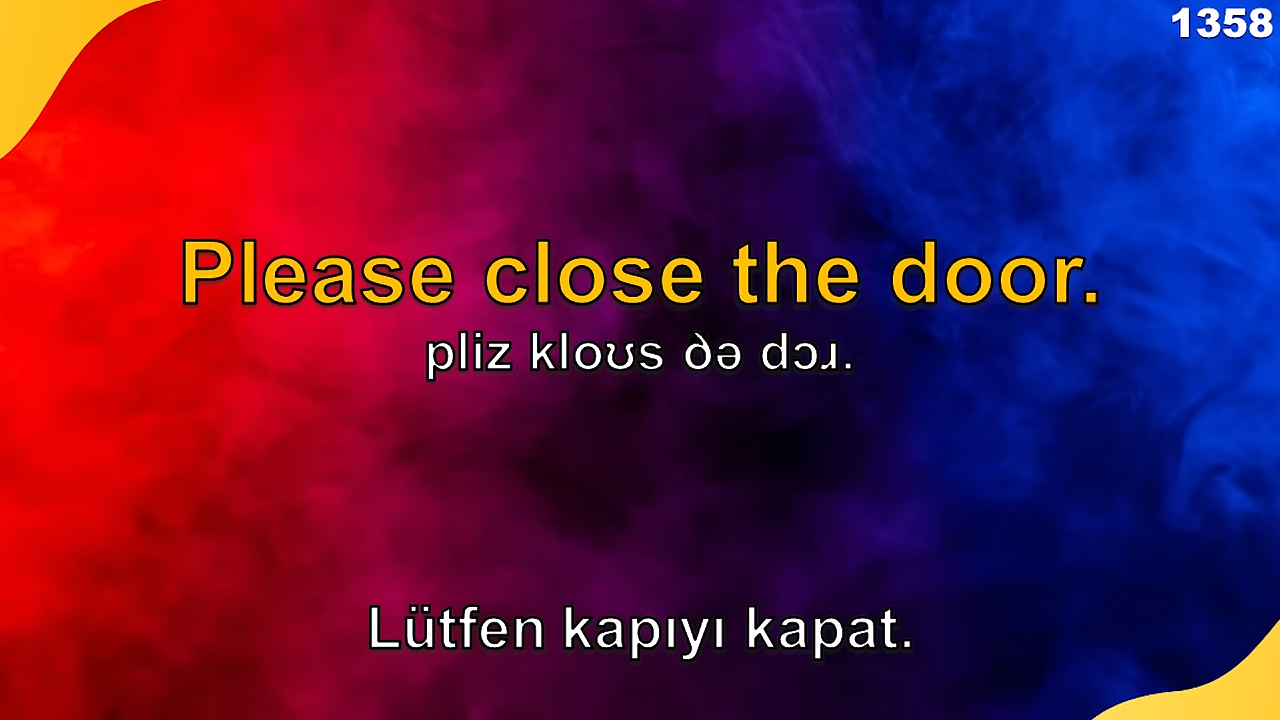 1358
Please close the door.
pliz kloʊs ðə dɔɹ.
Lütfen kapıyı kapat.